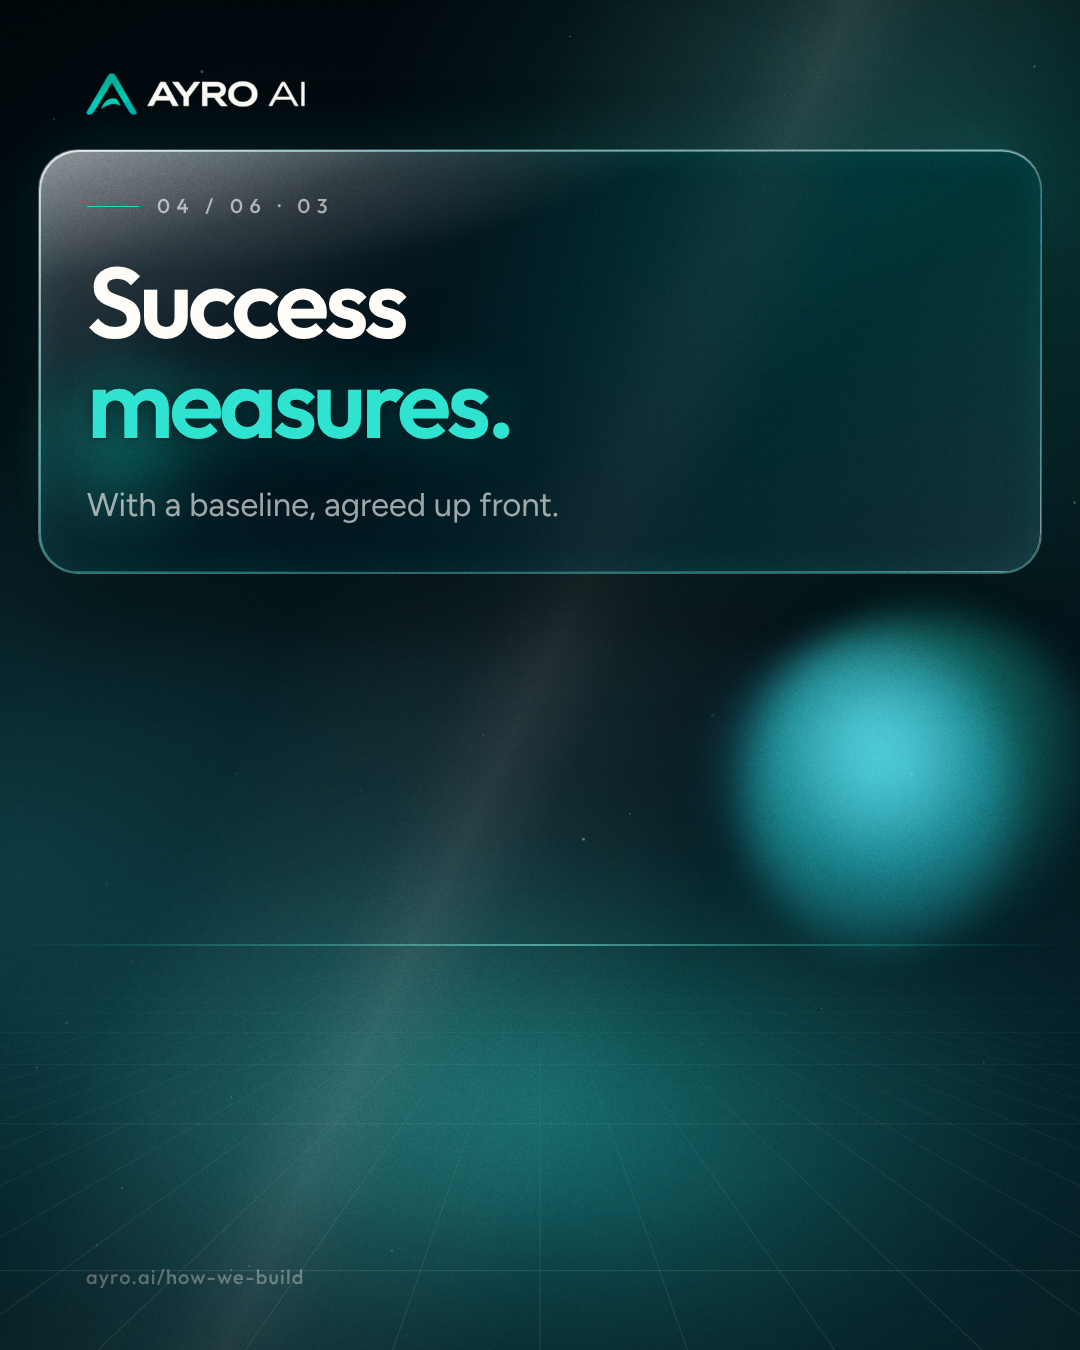 AYRO AI
04 / 06 · 03
Success
measures.
With a baseline, agreed up front.
ayro.ai/how-we-build